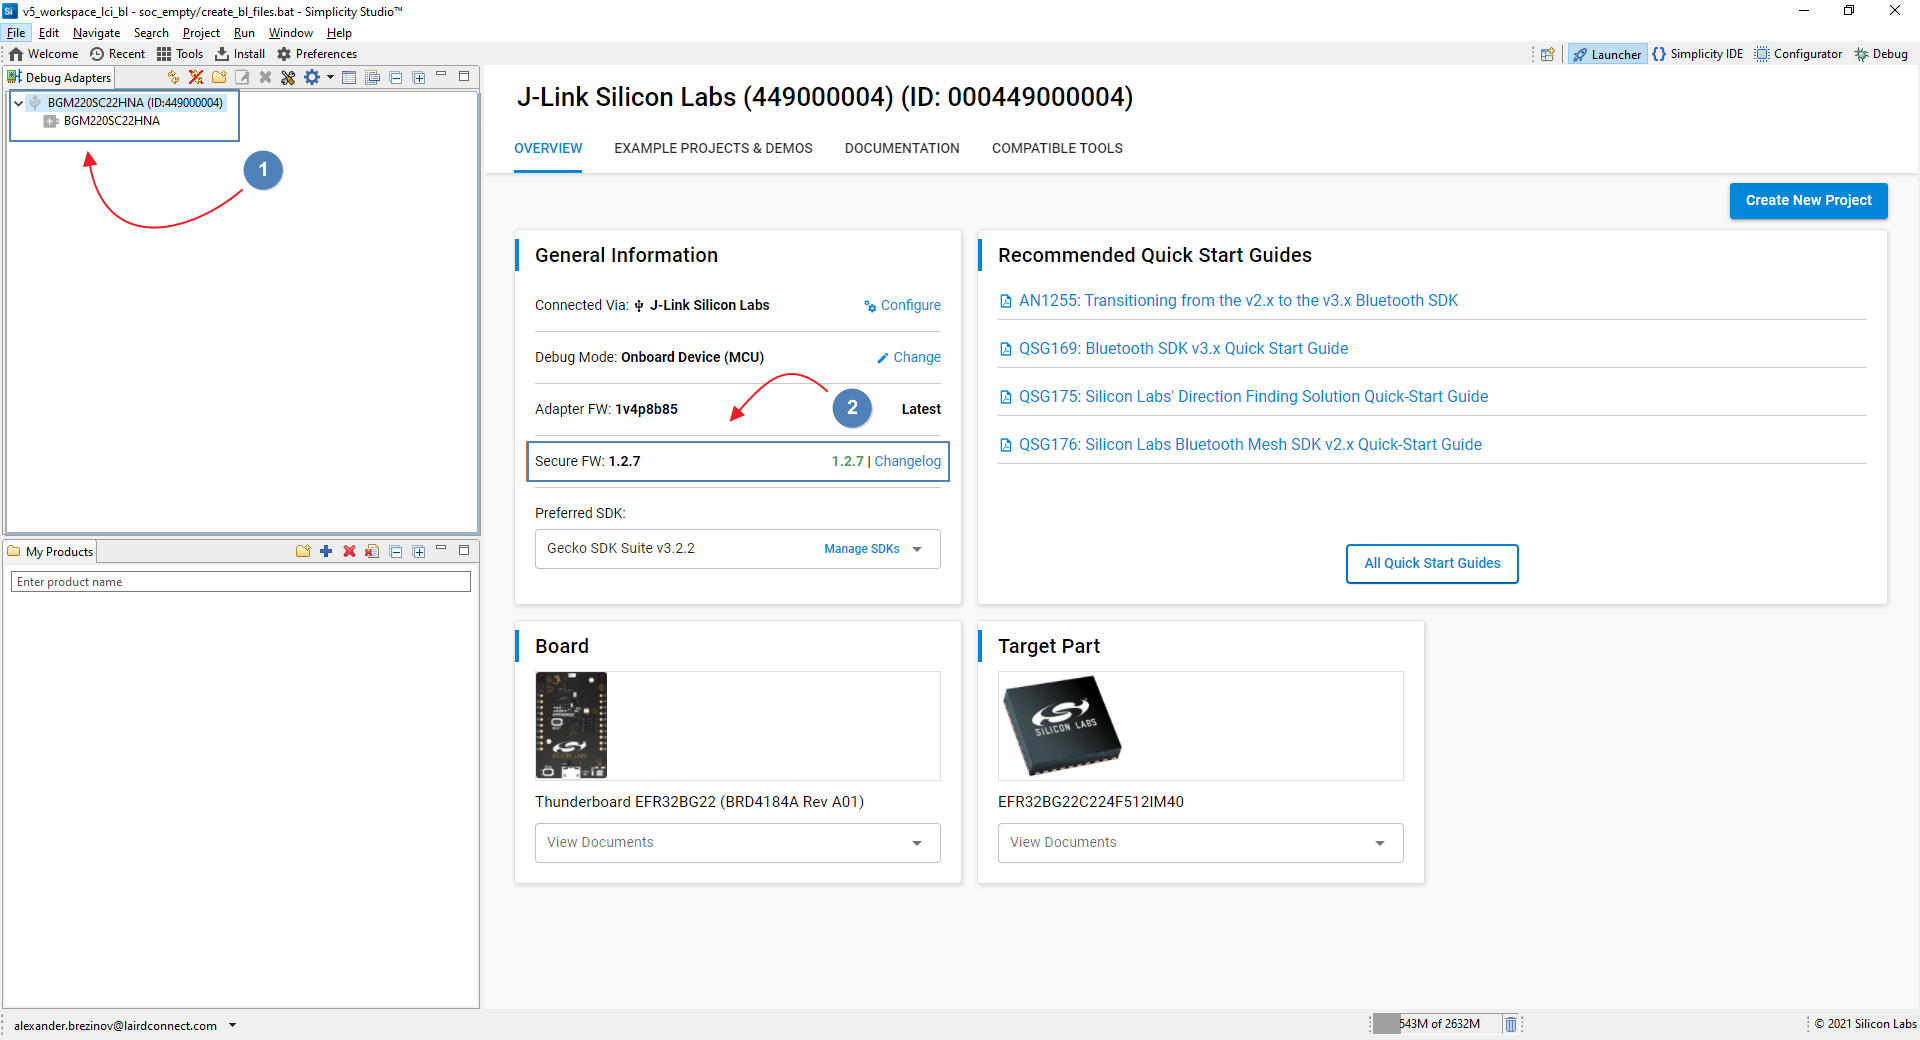 v5_workspace_lci_bl - soc_empty/create_bl_files.bat - Simplicity Studio™
File Edit Navigate Search Project Run Window Help
Welcome Recent Tools Install Preferences
Launcher Simplicity IDE Configurator Debug
Debug Adapters
BGM220SC22HNA (ID:449000004)
BGM220SC22HNA
1
J-Link Silicon Labs (449000004) (ID: 000449000004)
OVERVIEW EXAMPLE PROJECTS & DEMOS DOCUMENTATION COMPATIBLE TOOLS
Create New Project
General Information
Connected Via: J-Link Silicon Labs Configure
Debug Mode: Onboard Device (MCU) Change
Adapter FW: 1v4p8b85 Latest
2
Secure FW: 1.2.7 1.2.7 | Changelog
Preferred SDK:
Gecko SDK Suite v3.2.2 Manage SDKs
Recommended Quick Start Guides
AN1255: Transitioning from the v2.x to the v3.x Bluetooth SDK
QSG169: Bluetooth SDK v3.x Quick Start Guide
QSG175: Silicon Labs' Direction Finding Solution Quick-Start Guide
QSG176: Silicon Labs Bluetooth Mesh SDK v2.x Quick-Start Guide
All Quick Start Guides
My Products
Enter product name
Board
SILICON LABS
Thunderboard EFR32BG22 (BRD4184A Rev A01)
View Documents
Target Part
SILICON LABS
EFR32BG22C224F512IM40
View Documents
alexander.brezinov@lairdconnect.com
543M of 2632M
© 2021 Silicon Labs